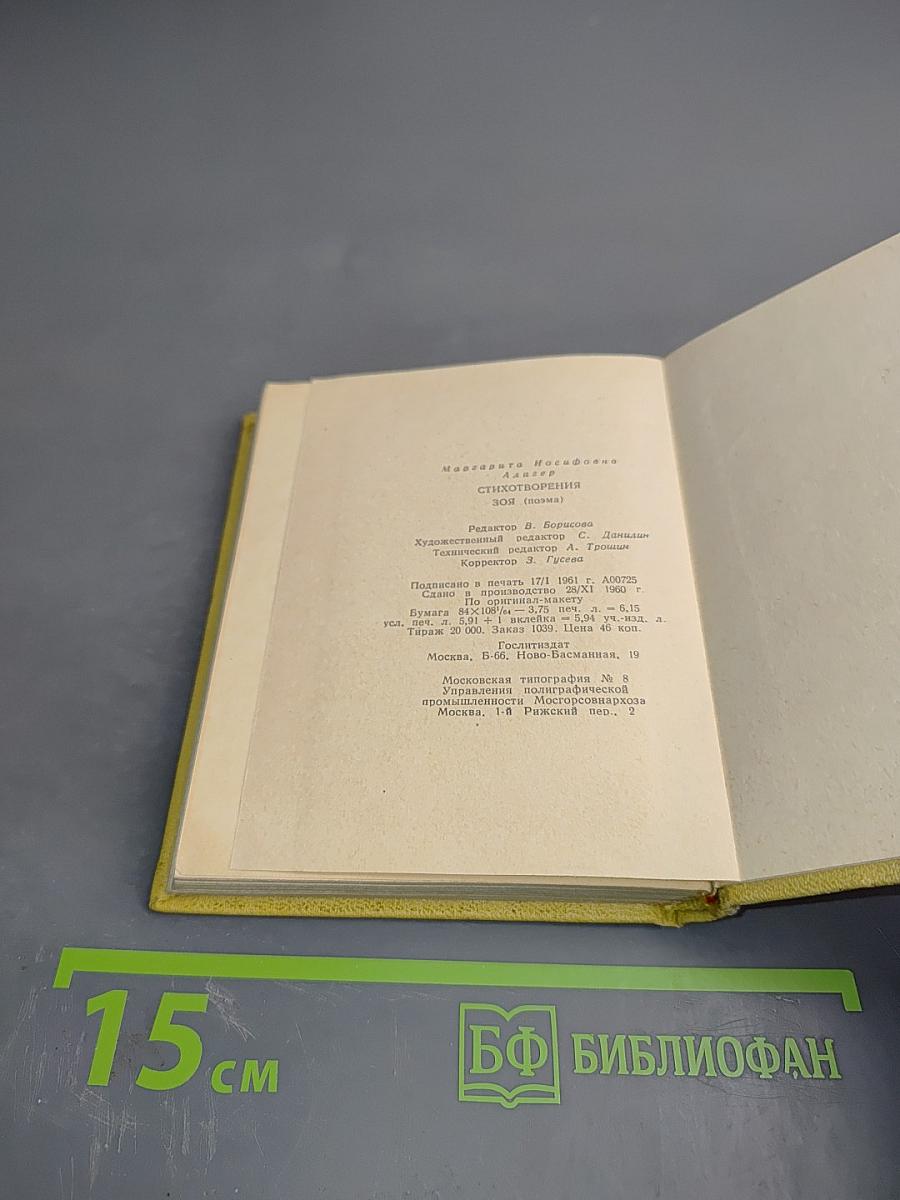 Маргарита Иосифовна
Алигер
СТИХОТВОРЕНИЯ
ЗОЯ (поэма)
Редактор В. Борисова
Художественный редактор С. Данилин
Технический редактор А. Трошин
Корректор З. Гусева
Подписано в печать 17/I 1961 г. А00725
Сдано в производство 28/XI 1960 г.
По оригинал-макету
Бумага 84×108¹/₆₄ — 3,75 печ. л. = 6,15
усл. печ. л. 5,91 + 1 вклейка = 5,94 уч.-изд. л.
Тираж 20 000. Заказ 1039. Цена 46 коп.
Гослитиздат
Москва, Б-66, Ново-Басманная, 19
Московская типография № 8
Управления полиграфической
промышленности Мосгорсовнархоза
Москва, 1-й Рижский пер., 2
15 см
БФ БИБЛИОФАН